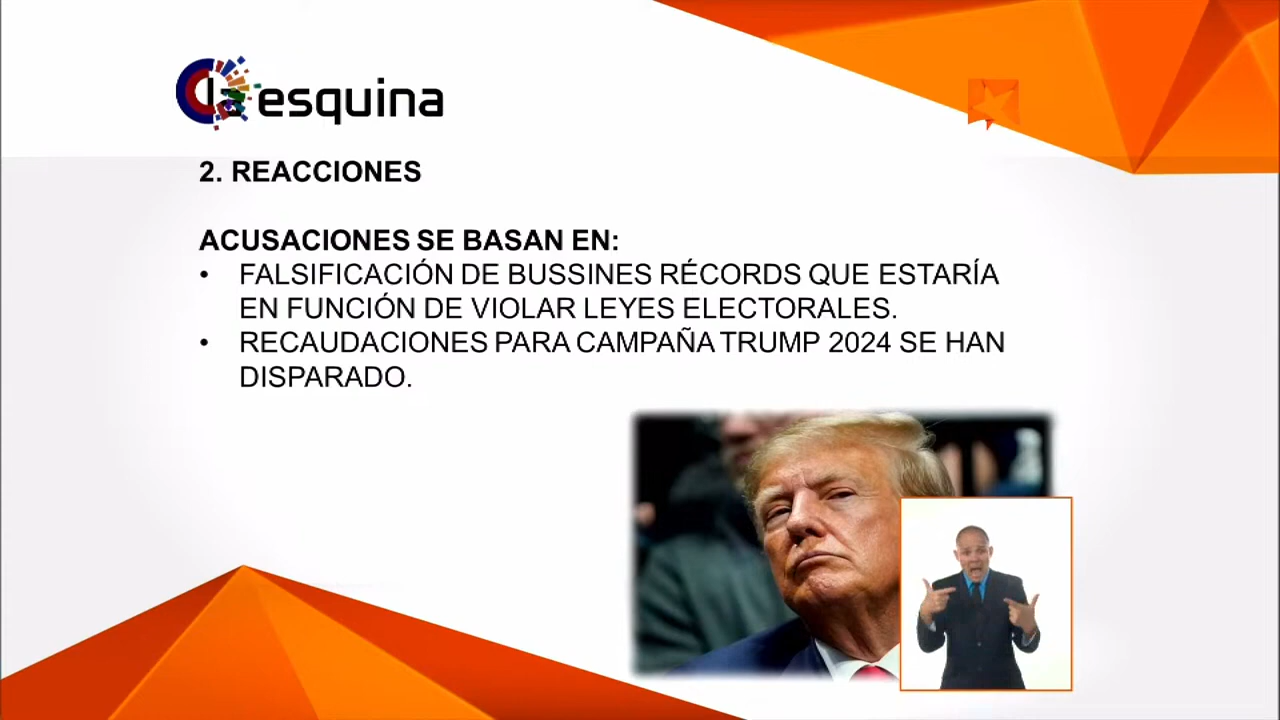 la esquina
2. REACCIONES
ACUSACIONES SE BASAN EN:
• FALSIFICACIÓN DE BUSSINES RÉCORDS QUE ESTARÍA
EN FUNCIÓN DE VIOLAR LEYES ELECTORALES.
• RECAUDACIONES PARA CAMPAÑA TRUMP 2024 SE HAN
DISPARADO.